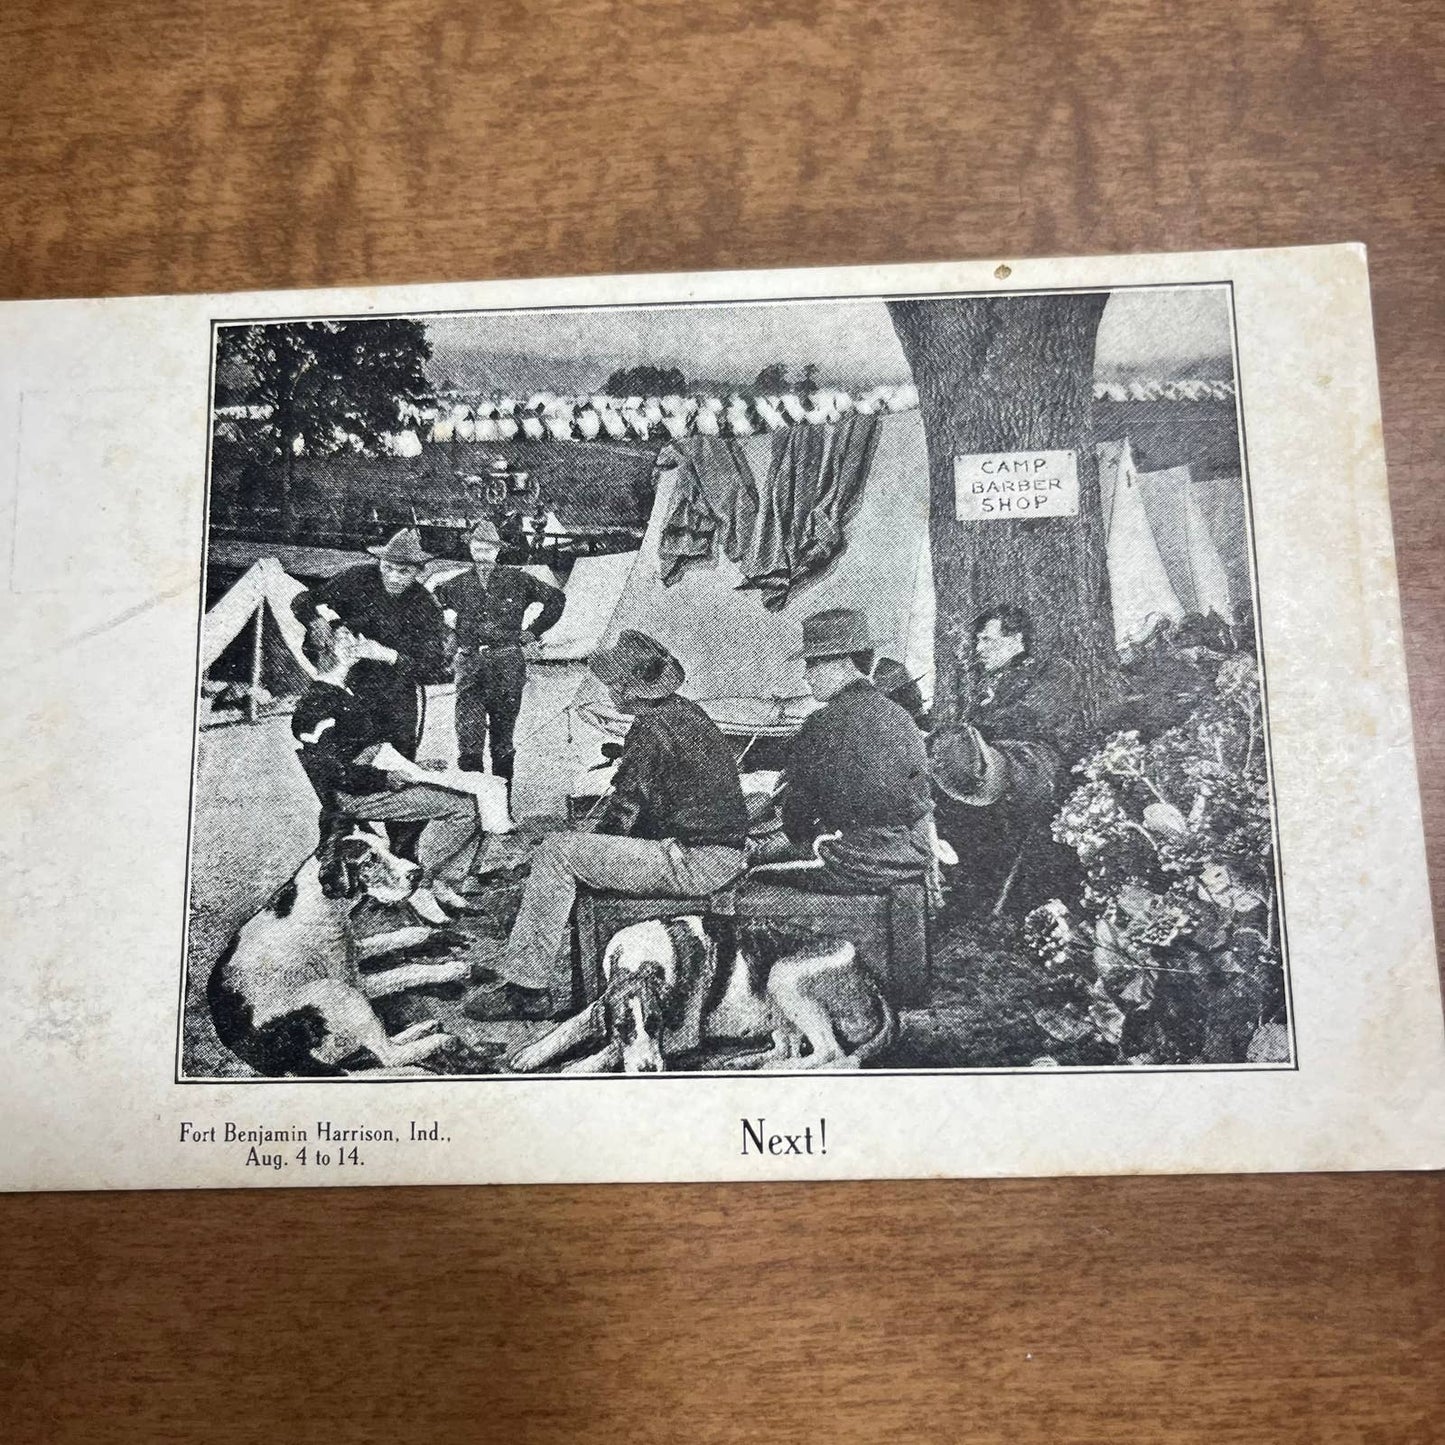 CAMP
BARBER
SHOP
Fort Benjamin Harrison, Ind.,
Aug. 4 to 14.
Next!